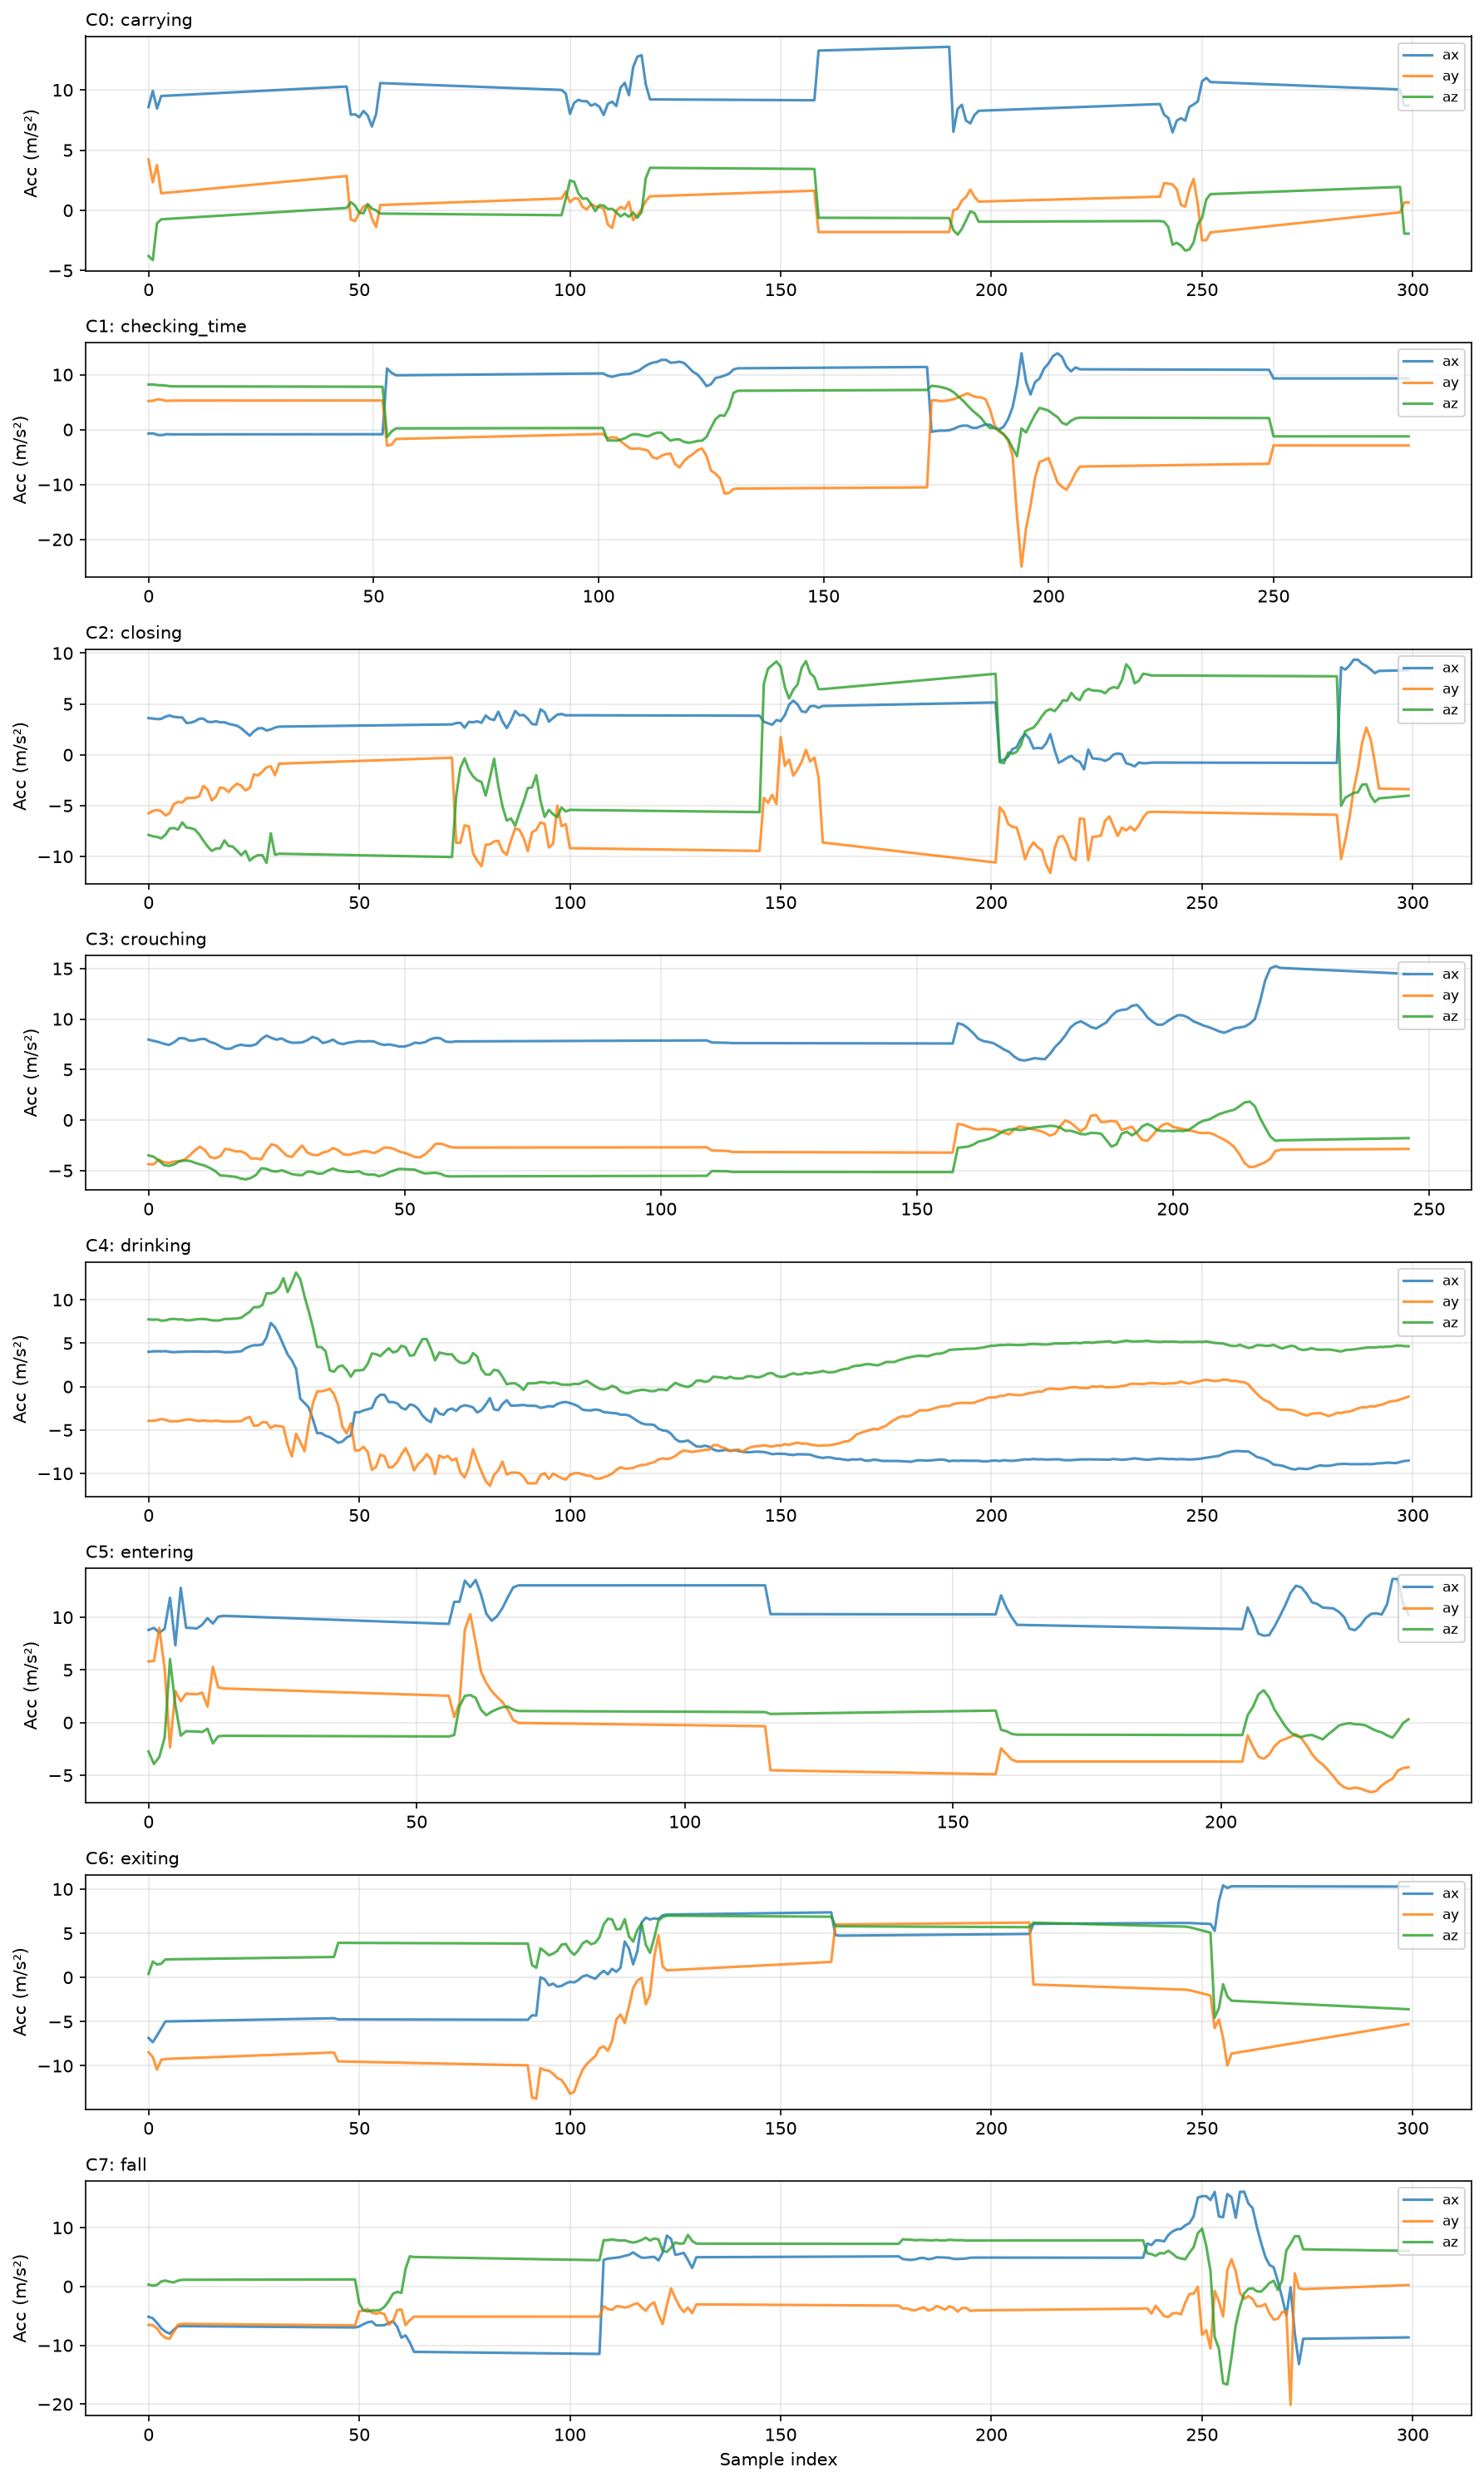 C0: carrying
Acc (m/s²)
10
5
0
−5
ax
ay
az
0 50 100 150 200 250 300
C1: checking_time
Acc (m/s²)
10
0
−10
−20
ax
ay
az
0 50 100 150 200 250
C2: closing
Acc (m/s²)
10
5
0
−5
−10
ax
ay
az
0 50 100 150 200 250 300
C3: crouching
Acc (m/s²)
15
10
5
0
−5
ax
ay
az
0 50 100 150 200 250
C4: drinking
Acc (m/s²)
10
5
0
−5
−10
ax
ay
az
0 50 100 150 200 250 300
C5: entering
Acc (m/s²)
10
5
0
−5
ax
ay
az
0 50 100 150 200
C6: exiting
Acc (m/s²)
10
5
0
−5
−10
ax
ay
az
0 50 100 150 200 250 300
C7: fall
Acc (m/s²)
10
0
−10
−20
ax
ay
az
0 50 100 150 200 250 300
Sample index